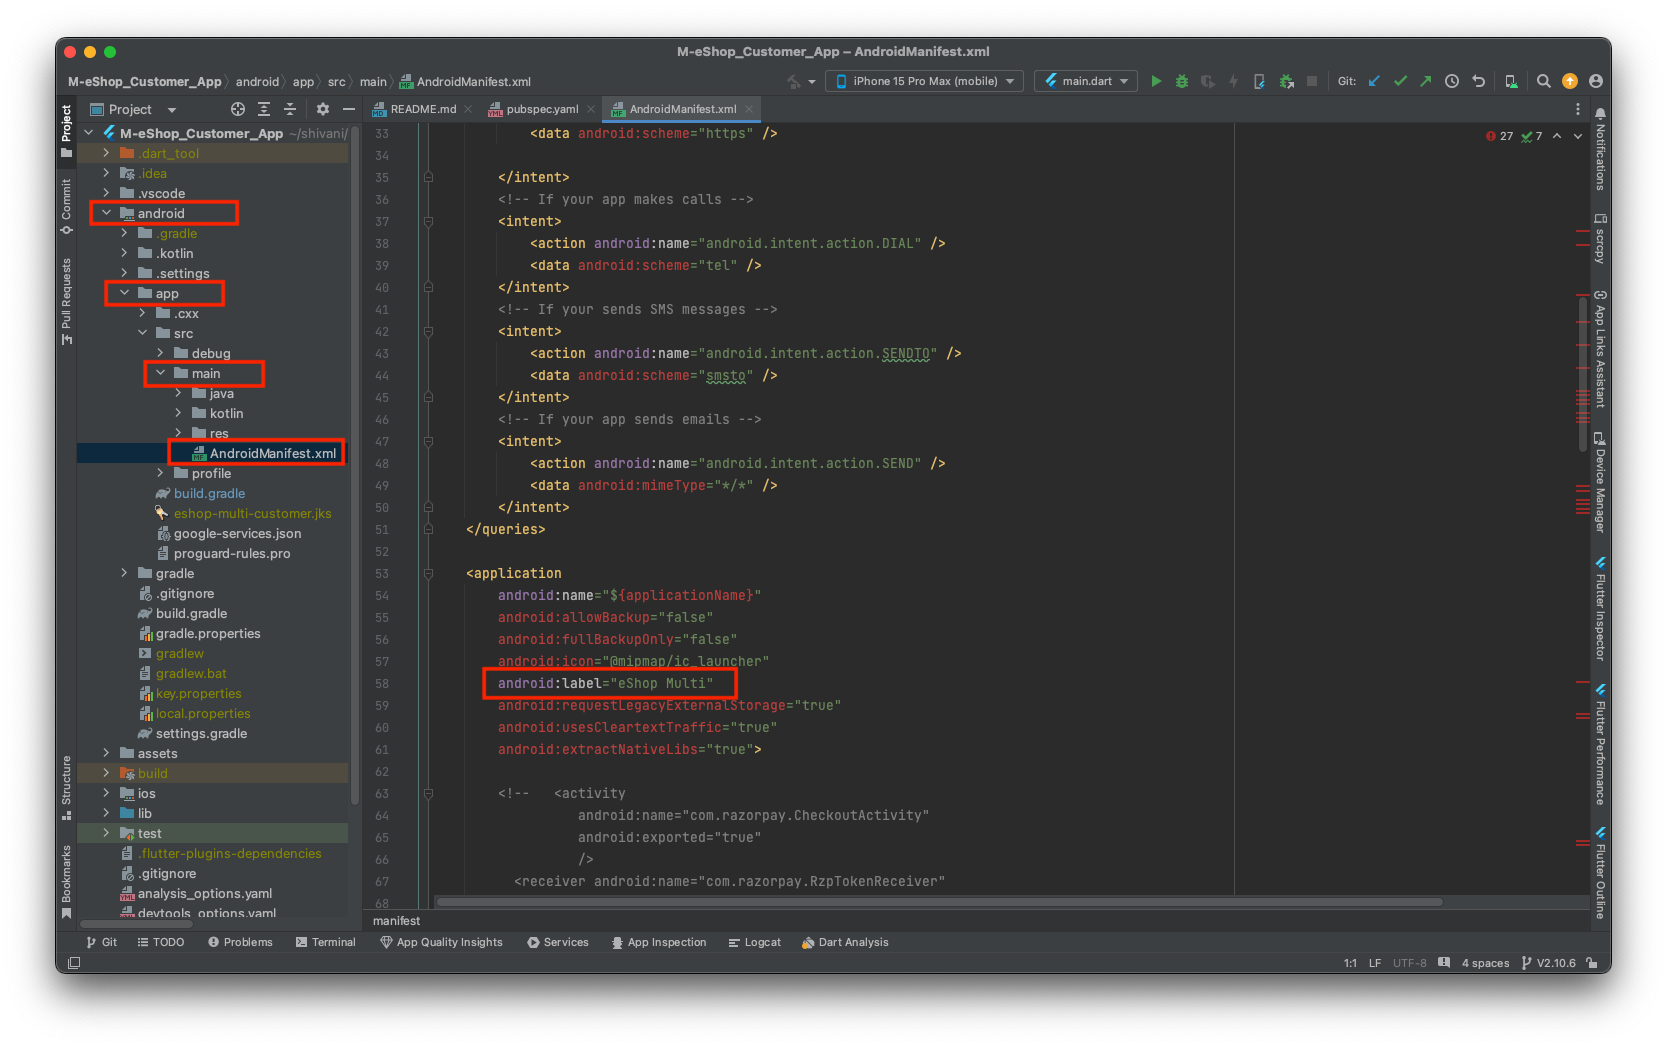 M-eShop_Customer_App – AndroidManifest.xml
M-eShop_Customer_App android app src main AndroidManifest.xml
iPhone 15 Pro Max (mobile) main.dart Git:
Project
README.md pubspec.yaml AndroidManifest.xml
M-eShop_Customer_App ~/shivani/
.dart_tool
.idea
.vscode
android
.gradle
.kotlin
.settings
app
.cxx
src
debug
main
java
kotlin
res
AndroidManifest.xml
profile
build.gradle
eshop-multi-customer.jks
google-services.json
proguard-rules.pro
gradle
.gitignore
build.gradle
gradle.properties
gradlew
gradlew.bat
key.properties
local.properties
settings.gradle
assets
build
ios
lib
test
.flutter-plugins-dependencies
.gitignore
analysis_options.yaml
devtools_options.yaml
Project
Commit
Pull Requests
Structure
Bookmarks
27 7
33 <data android:scheme="https" />
34
35 </intent>
36 <!-- If your app makes calls -->
37 <intent>
38 <action android:name="android.intent.action.DIAL" />
39 <data android:scheme="tel" />
40 </intent>
41 <!-- If your sends SMS messages -->
42 <intent>
43 <action android:name="android.intent.action.SENDTO" />
44 <data android:scheme="smsto" />
45 </intent>
46 <!-- If your app sends emails -->
47 <intent>
48 <action android:name="android.intent.action.SEND" />
49 <data android:mimeType="*/*" />
50 </intent>
51 </queries>
52
53 <application
54 android:name="${applicationName}"
55 android:allowBackup="false"
56 android:fullBackupOnly="false"
57 android:icon="@mipmap/ic_launcher"
58 android:label="eShop Multi"
59 android:requestLegacyExternalStorage="true"
60 android:usesCleartextTraffic="true"
61 android:extractNativeLibs="true">
62
63 <!-- <activity
64 android:name="com.razorpay.CheckoutActivity"
65 android:exported="true"
66 />
67 <receiver android:name="com.razorpay.RzpTokenReceiver"
68
manifest
Notifications
scrcpy
App Links Assistant
Device Manager
Flutter Inspector
Flutter Performance
Flutter Outline
Git TODO Problems Terminal App Quality Insights Services App Inspection Logcat Dart Analysis
1:1 LF UTF-8 4 spaces V2.10.6